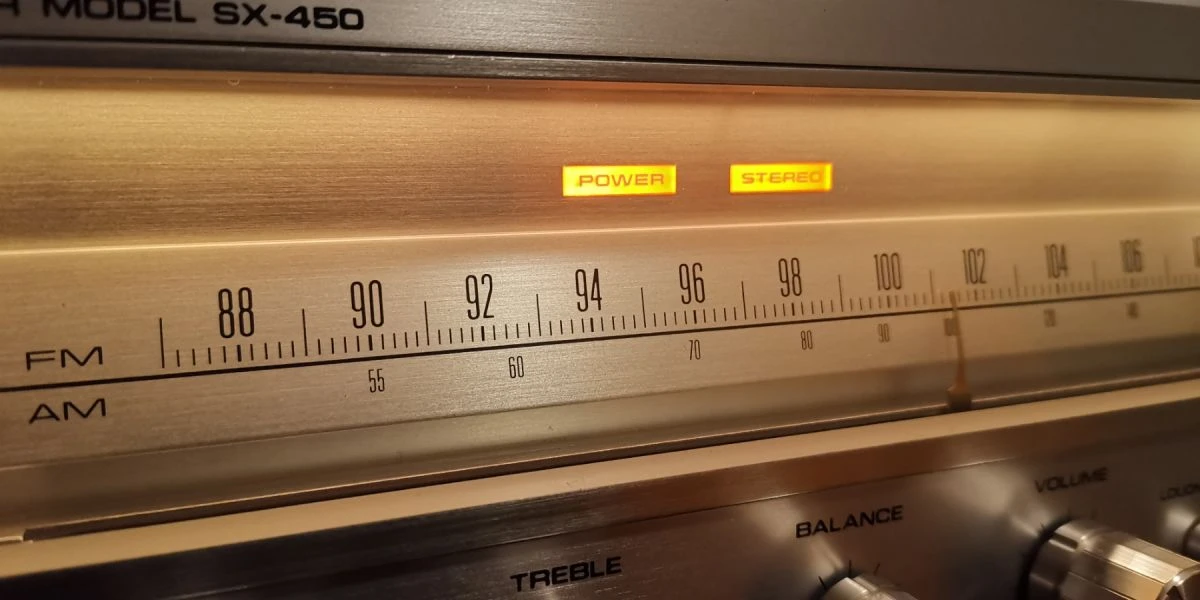 MODEL SX-450
POWER STEREO
88 90 92 94 96 98 100 102 104 106
FM
55 60 70 80 90
AM
VOLUME
BALANCE
TREBLE